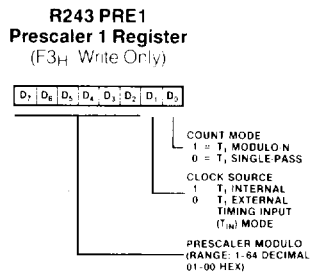 R243 PRE1
Prescaler 1 Register
(F3H Write Only)
D7 D6 D5 D4 D3 D2 D1 D0
COUNT MODE
1 = T1 MODULO-N
0 = T1 SINGLE-PASS
CLOCK SOURCE
1 T1 INTERNAL
0 T1 EXTERNAL
TIMING INPUT
(TIN) MODE
PRESCALER MODULO
(RANGE: 1-64 DECIMAL
01-00 HEX)